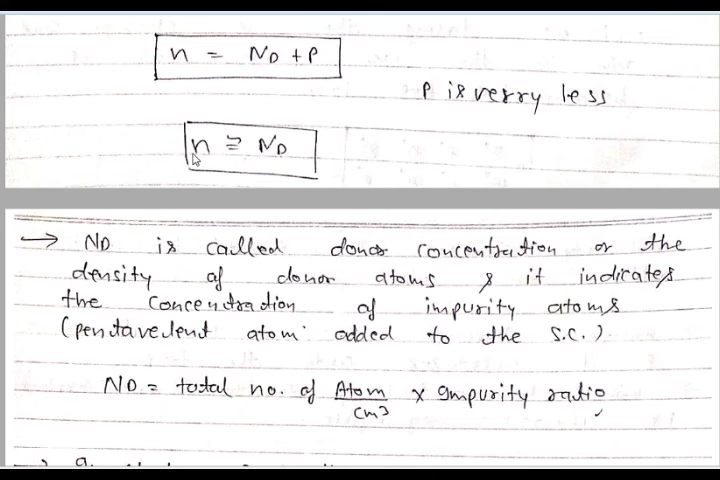 n = ND + P
P is verry less
n ≅ ND
→ ND is called donor concentration or the
density of donor atoms & it indicates
the concentration of impurity atoms
(pentavelent atom added to the S.C.)
ND = total no. of Atom/cm3 × impurity ratio